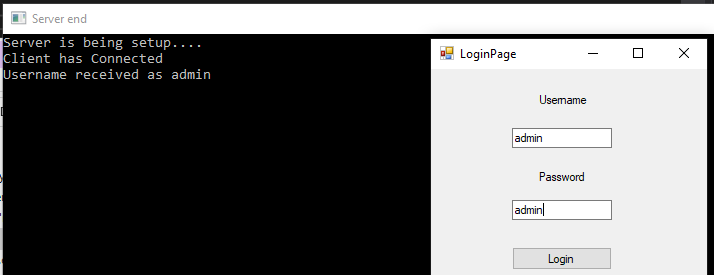 Server end
Server is being setup....
Client has Connected
Username received as admin
LoginPage
Username
admin
Password
admin
Login